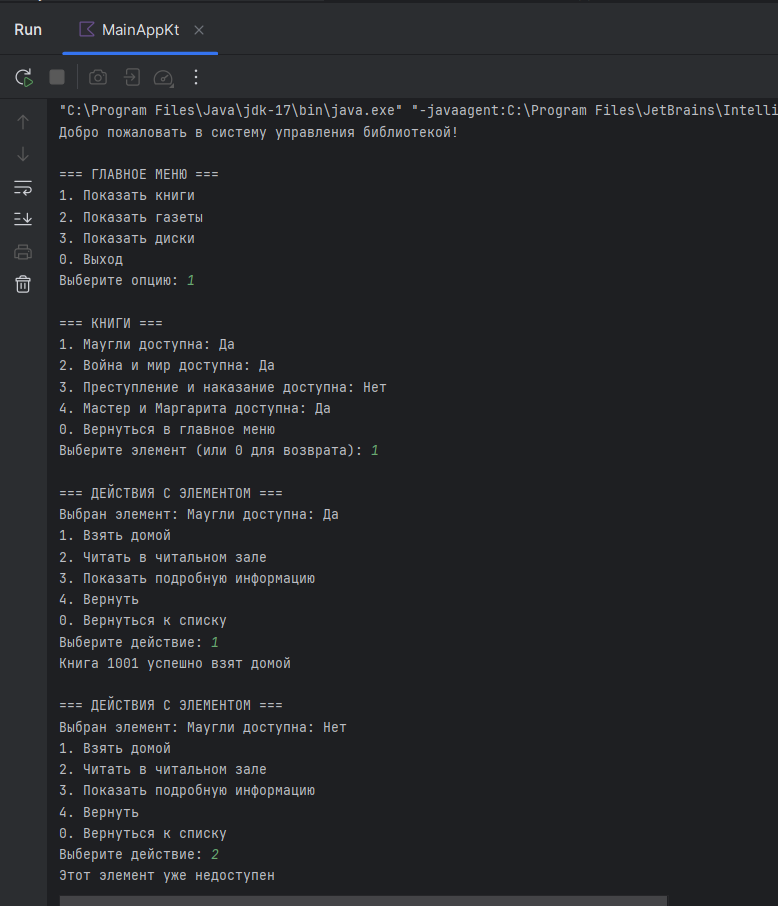 Run MainAppKt
"C:\Program Files\Java\jdk-17\bin\java.exe" "-javaagent:C:\Program Files\JetBrains\Intelli
Добро пожаловать в систему управления библиотекой!
=== ГЛАВНОЕ МЕНЮ ===
1. Показать книги
2. Показать газеты
3. Показать диски
0. Выход
Выберите опцию: 1
=== КНИГИ ===
1. Маугли доступна: Да
2. Война и мир доступна: Да
3. Преступление и наказание доступна: Нет
4. Мастер и Маргарита доступна: Да
0. Вернуться в главное меню
Выберите элемент (или 0 для возврата): 1
=== ДЕЙСТВИЯ С ЭЛЕМЕНТОМ ===
Выбран элемент: Маугли доступна: Да
1. Взять домой
2. Читать в читальном зале
3. Показать подробную информацию
4. Вернуть
0. Вернуться к списку
Выберите действие: 1
Книга 1001 успешно взят домой
=== ДЕЙСТВИЯ С ЭЛЕМЕНТОМ ===
Выбран элемент: Маугли доступна: Нет
1. Взять домой
2. Читать в читальном зале
3. Показать подробную информацию
4. Вернуть
0. Вернуться к списку
Выберите действие: 2
Этот элемент уже недоступен